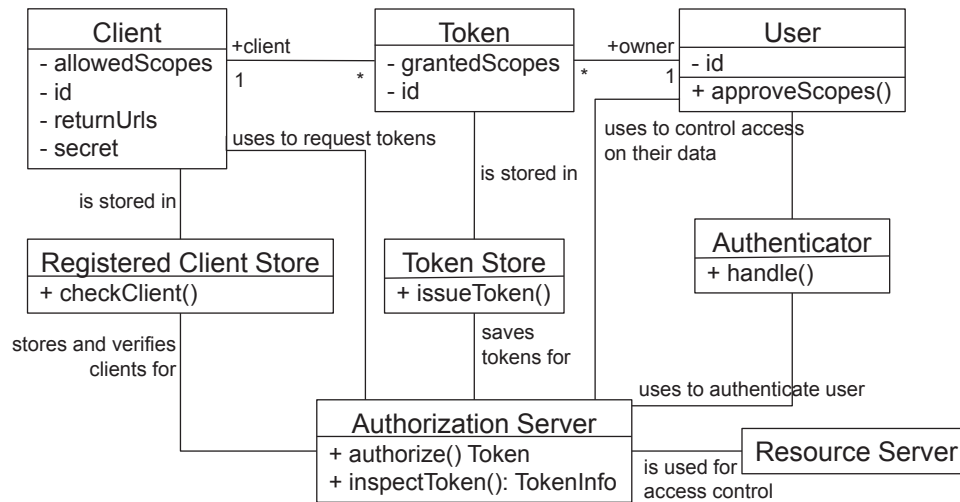 Client
- allowedScopes
- id
- returnUrls
- secret
+client
1
*
Token
- grantedScopes
- id
+owner
*
1
User
- id
+ approveScopes()
uses to request tokens
uses to control access
on their data
is stored in
is stored in
Registered Client Store
+ checkClient()
Token Store
+ issueToken()
Authenticator
+ handle()
stores and verifies
clients for
saves
tokens for
uses to authenticate user
Authorization Server
+ authorize() Token
+ inspectToken(): TokenInfo
Resource Server
is used for
access control